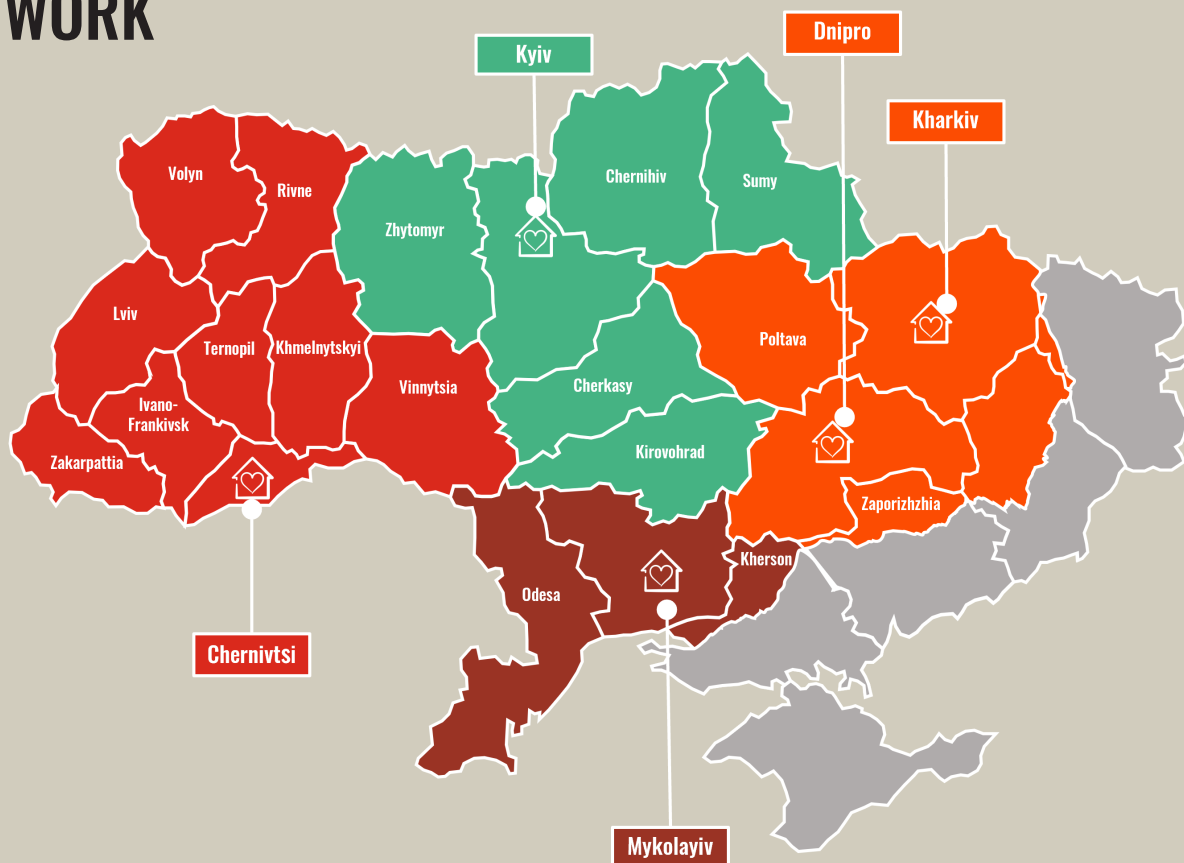 WORK
Dnipro
Kyiv
Kharkiv
Volyn
Rivne
Chernihiv
Sumy
Zhytomyr
Lviv
Ternopil
Khmelnytskyi
Poltava
Vinnytsia
Cherkasy
Ivano-
Frankivsk
Zakarpattia
Kirovohrad
Zaporizhzhia
Kherson
Odesa
Chernivtsi
Mykolayiv